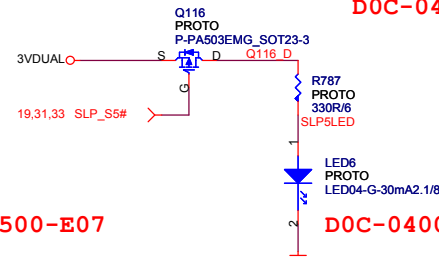 D0C-04
Q116
PROTO
P-PA503EMG_SOT23-3
3VDUAL
S
D
Q116_D
G
R787
PROTO
330R/6
19,31,33 SLP_S5#
SLP5LED
1
LED6
PROTO
LED04-G-30mA2.1/8
2
500-E07
D0C-0400